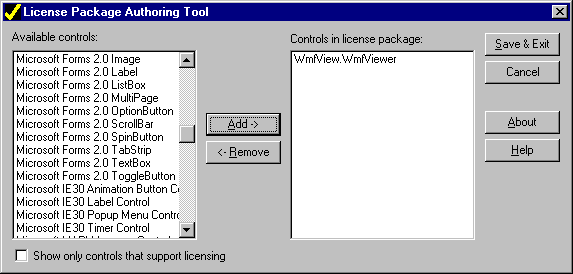 License Package Authoring Tool
Available controls:
Microsoft Forms 2.0 Image
Microsoft Forms 2.0 Label
Microsoft Forms 2.0 ListBox
Microsoft Forms 2.0 MultiPage
Microsoft Forms 2.0 OptionButton
Microsoft Forms 2.0 ScrollBar
Microsoft Forms 2.0 SpinButton
Microsoft Forms 2.0 TabStrip
Microsoft Forms 2.0 TextBox
Microsoft Forms 2.0 ToggleButton
Microsoft IE30 Animation Button Co
Microsoft IE30 Label Control
Microsoft IE30 Popup Menu Control
Microsoft IE30 Timer Control
Add ->
<- Remove
Controls in license package:
WmfView.WmfViewer
Save & Exit
Cancel
About
Help
Show only controls that support licensing